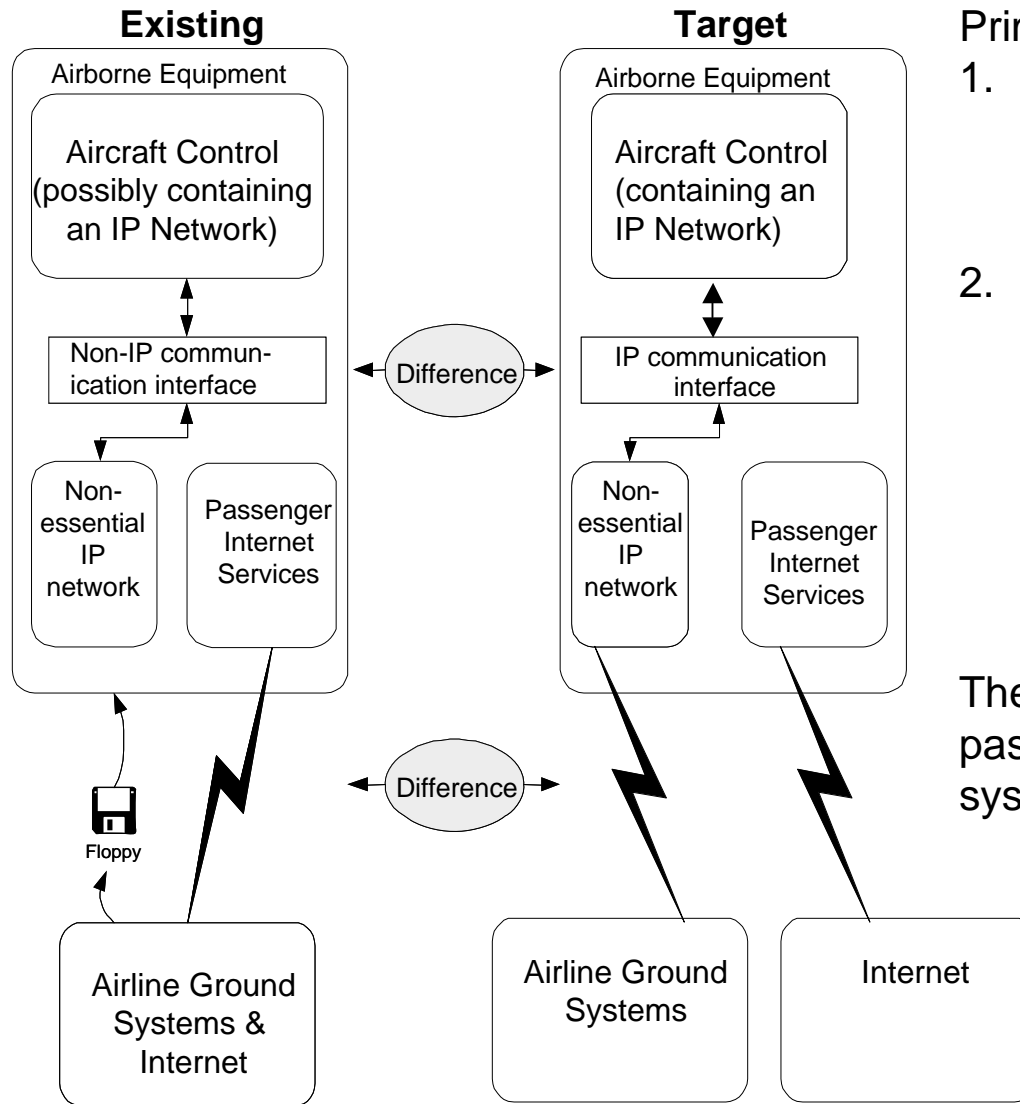 Existing
Airborne Equipment
Aircraft Control
(possibly containing
an IP Network)
Non-IP commun-
ication interface
Non-
essential
IP
network
Passenger
Internet
Services
Floppy
Airline Ground
Systems &
Internet
Difference
Difference
Target
Airborne Equipment
Aircraft Control
(containing an
IP Network)
IP communication
interface
Non-
essential
IP
network
Passenger
Internet
Services
Airline Ground
Systems
Internet
1.
2.